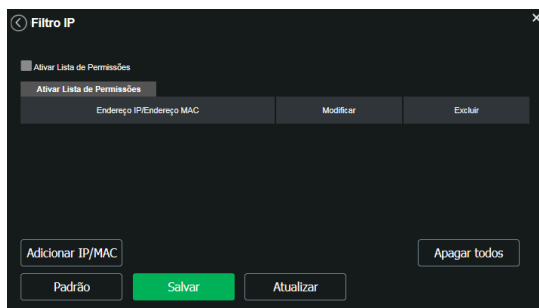 Filtro IP
Ativar Lista de Permissões
Ativar Lista de Permissões
Endereço IP/Endereço MAC Modificar Excluir
Adicionar IP/MAC Apagar todos
Padrão Salvar Atualizar